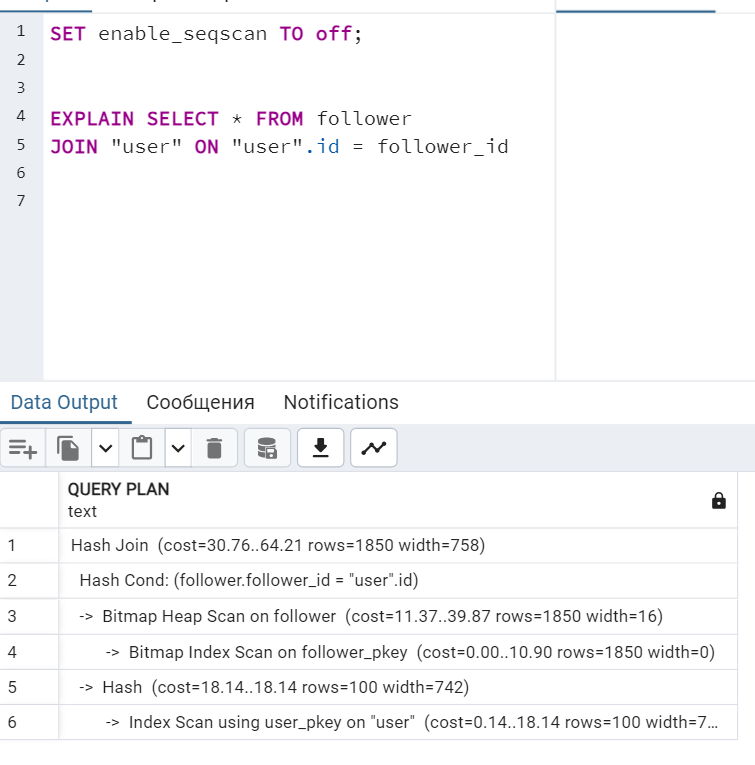 1 SET enable_seqscan TO off;
2
3
4 EXPLAIN SELECT * FROM follower
5 JOIN "user" ON "user".id = follower_id
6
7
Data Output Сообщения Notifications
QUERY PLAN
text
1 Hash Join (cost=30.76..64.21 rows=1850 width=758)
2 Hash Cond: (follower.follower_id = "user".id)
3 -> Bitmap Heap Scan on follower (cost=11.37..39.87 rows=1850 width=16)
4 -> Bitmap Index Scan on follower_pkey (cost=0.00..10.90 rows=1850 width=0)
5 -> Hash (cost=18.14..18.14 rows=100 width=742)
6 -> Index Scan using user_pkey on "user" (cost=0.14..18.14 rows=100 width=7…